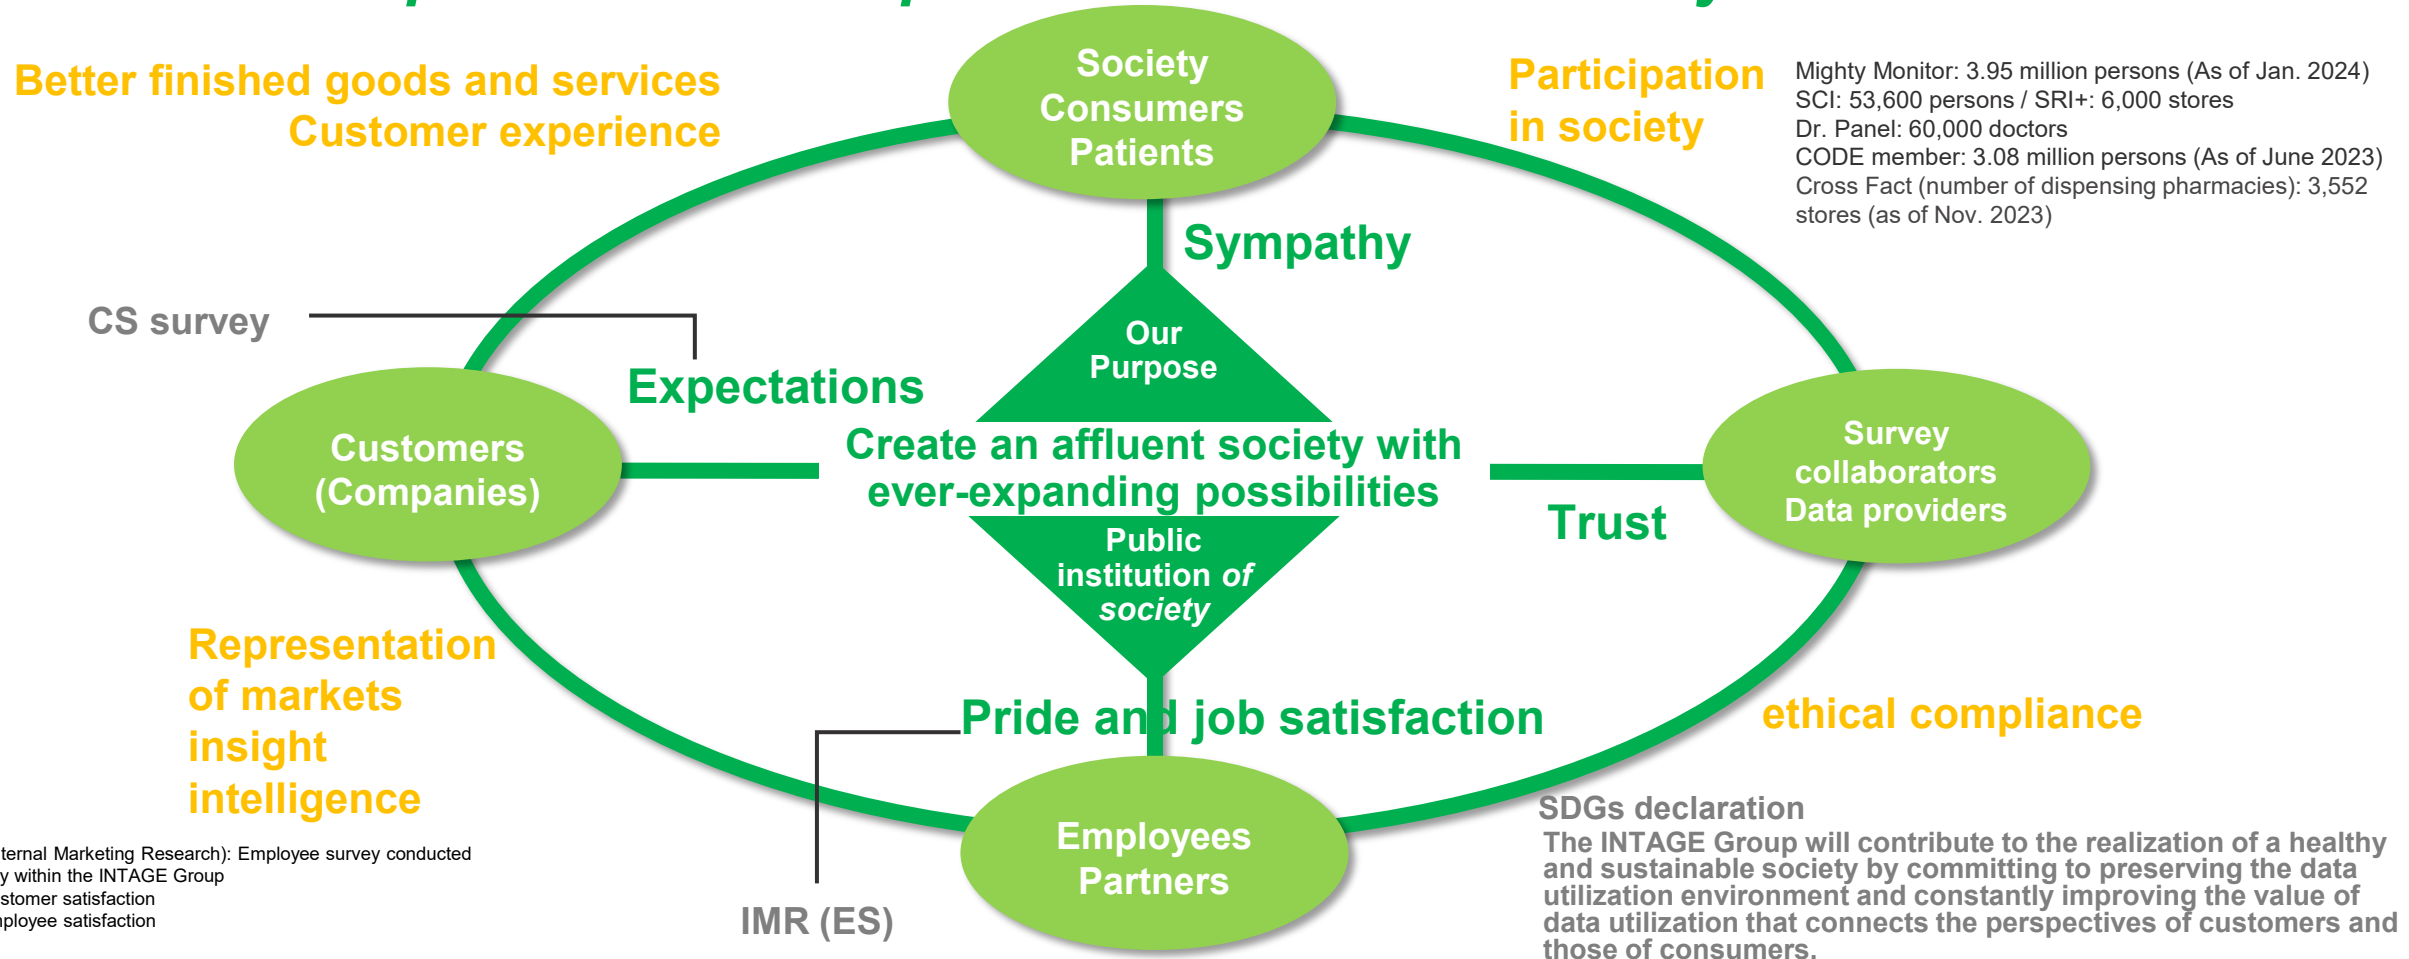 Better finished goods and services
Customer experience
Society
Consumers
Patients
Participation
in society
Mighty Monitor: 3.95 million persons (As of Jan. 2024)
SCI: 53,600 persons / SRI+: 6,000 stores
Dr. Panel: 60,000 doctors
CODE member: 3.08 million persons (As of June 2023)
Cross Fact (number of dispensing pharmacies): 3,552
stores (as of Nov. 2023)
Sympathy
CS survey
Our
Purpose
Expectations
Customers
(Companies)
Create an affluent society with
ever-expanding possibilities
Survey
collaborators
Data providers
Trust
Public
institution of
society
Representation
of markets
insight
intelligence
Pride and job satisfaction
ethical compliance
Employees
Partners
IMR (ES)
SDGs declaration
The INTAGE Group will contribute to the realization of a healthy
and sustainable society by committing to preserving the data
utilization environment and constantly improving the value of
data utilization that connects the perspectives of customers and
those of consumers.
Marketing Research): Employee survey conducted
within the INTAGE Group
satisfaction
satisfaction